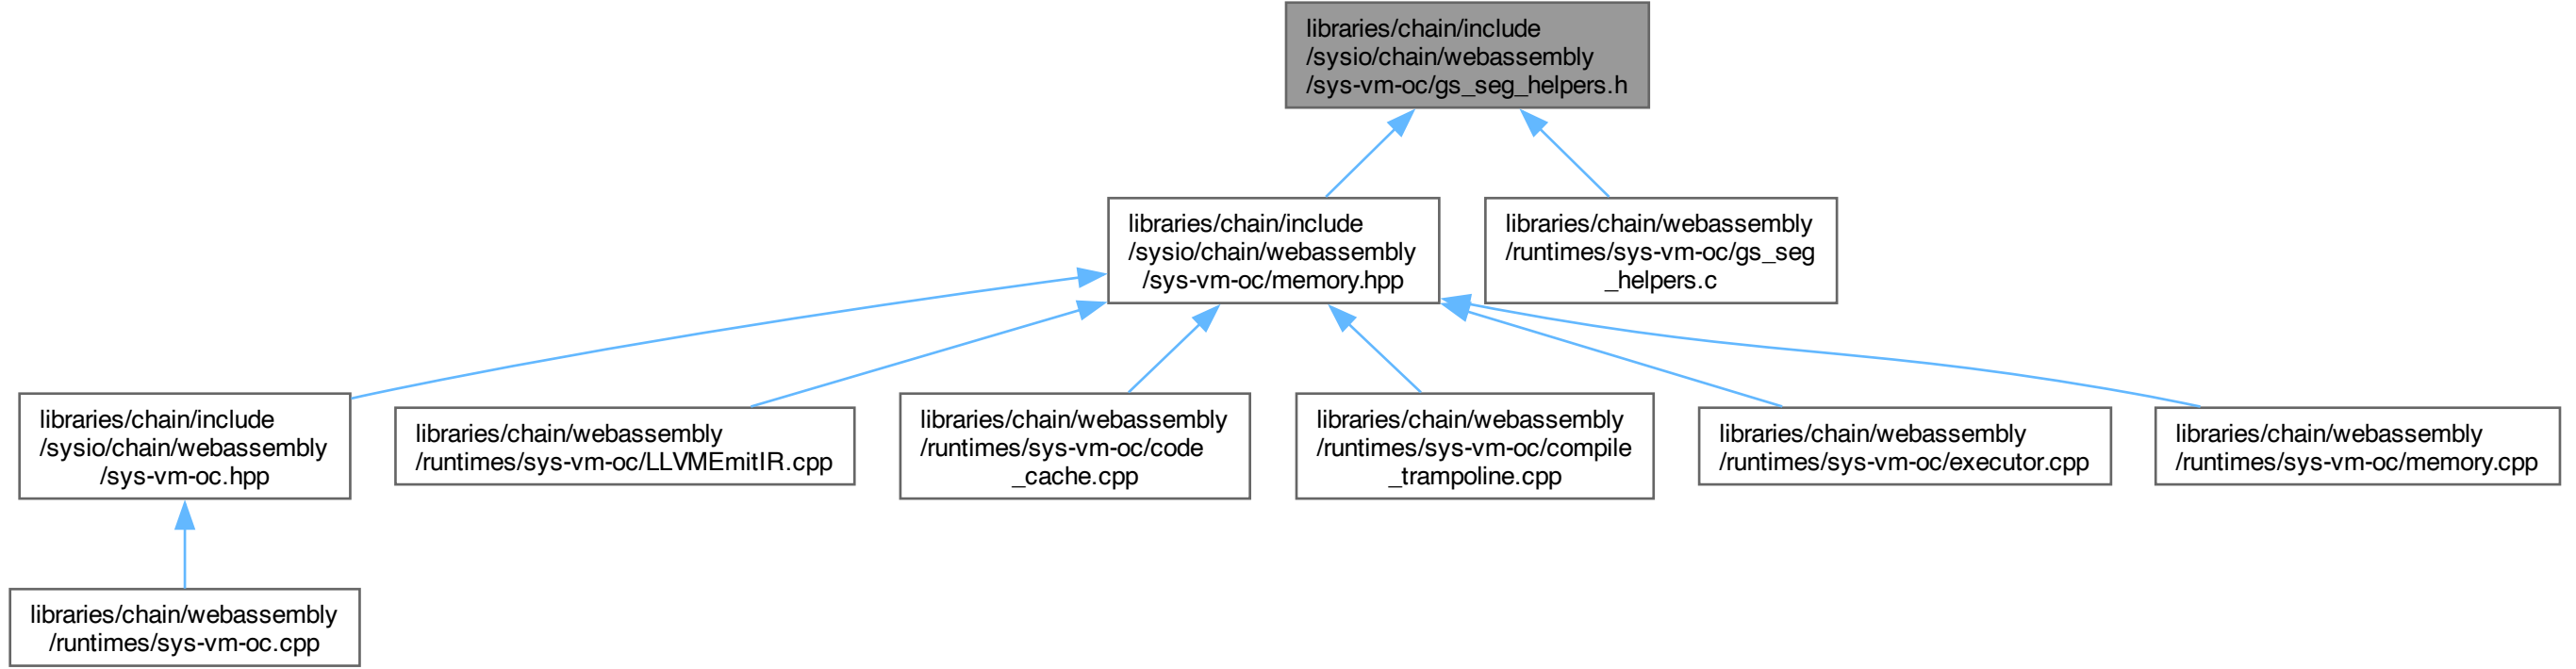 libraries/chain/include
/sysio/chain/webassembly
/sys-vm-oc/gs_seg_helpers.h
libraries/chain/include
/sysio/chain/webassembly
/sys-vm-oc/memory.hpp
libraries/chain/webassembly
/runtimes/sys-vm-oc/gs_seg
_helpers.c
libraries/chain/include
/sysio/chain/webassembly
/sys-vm-oc.hpp
libraries/chain/webassembly
/runtimes/sys-vm-oc/LLVMEmitIR.cpp
libraries/chain/webassembly
/runtimes/sys-vm-oc/code
_cache.cpp
libraries/chain/webassembly
/runtimes/sys-vm-oc/compile
_trampoline.cpp
libraries/chain/webassembly
/runtimes/sys-vm-oc/executor.cpp
libraries/chain/webassembly
/runtimes/sys-vm-oc/memory.cpp
libraries/chain/webassembly
/runtimes/sys-vm-oc.cpp